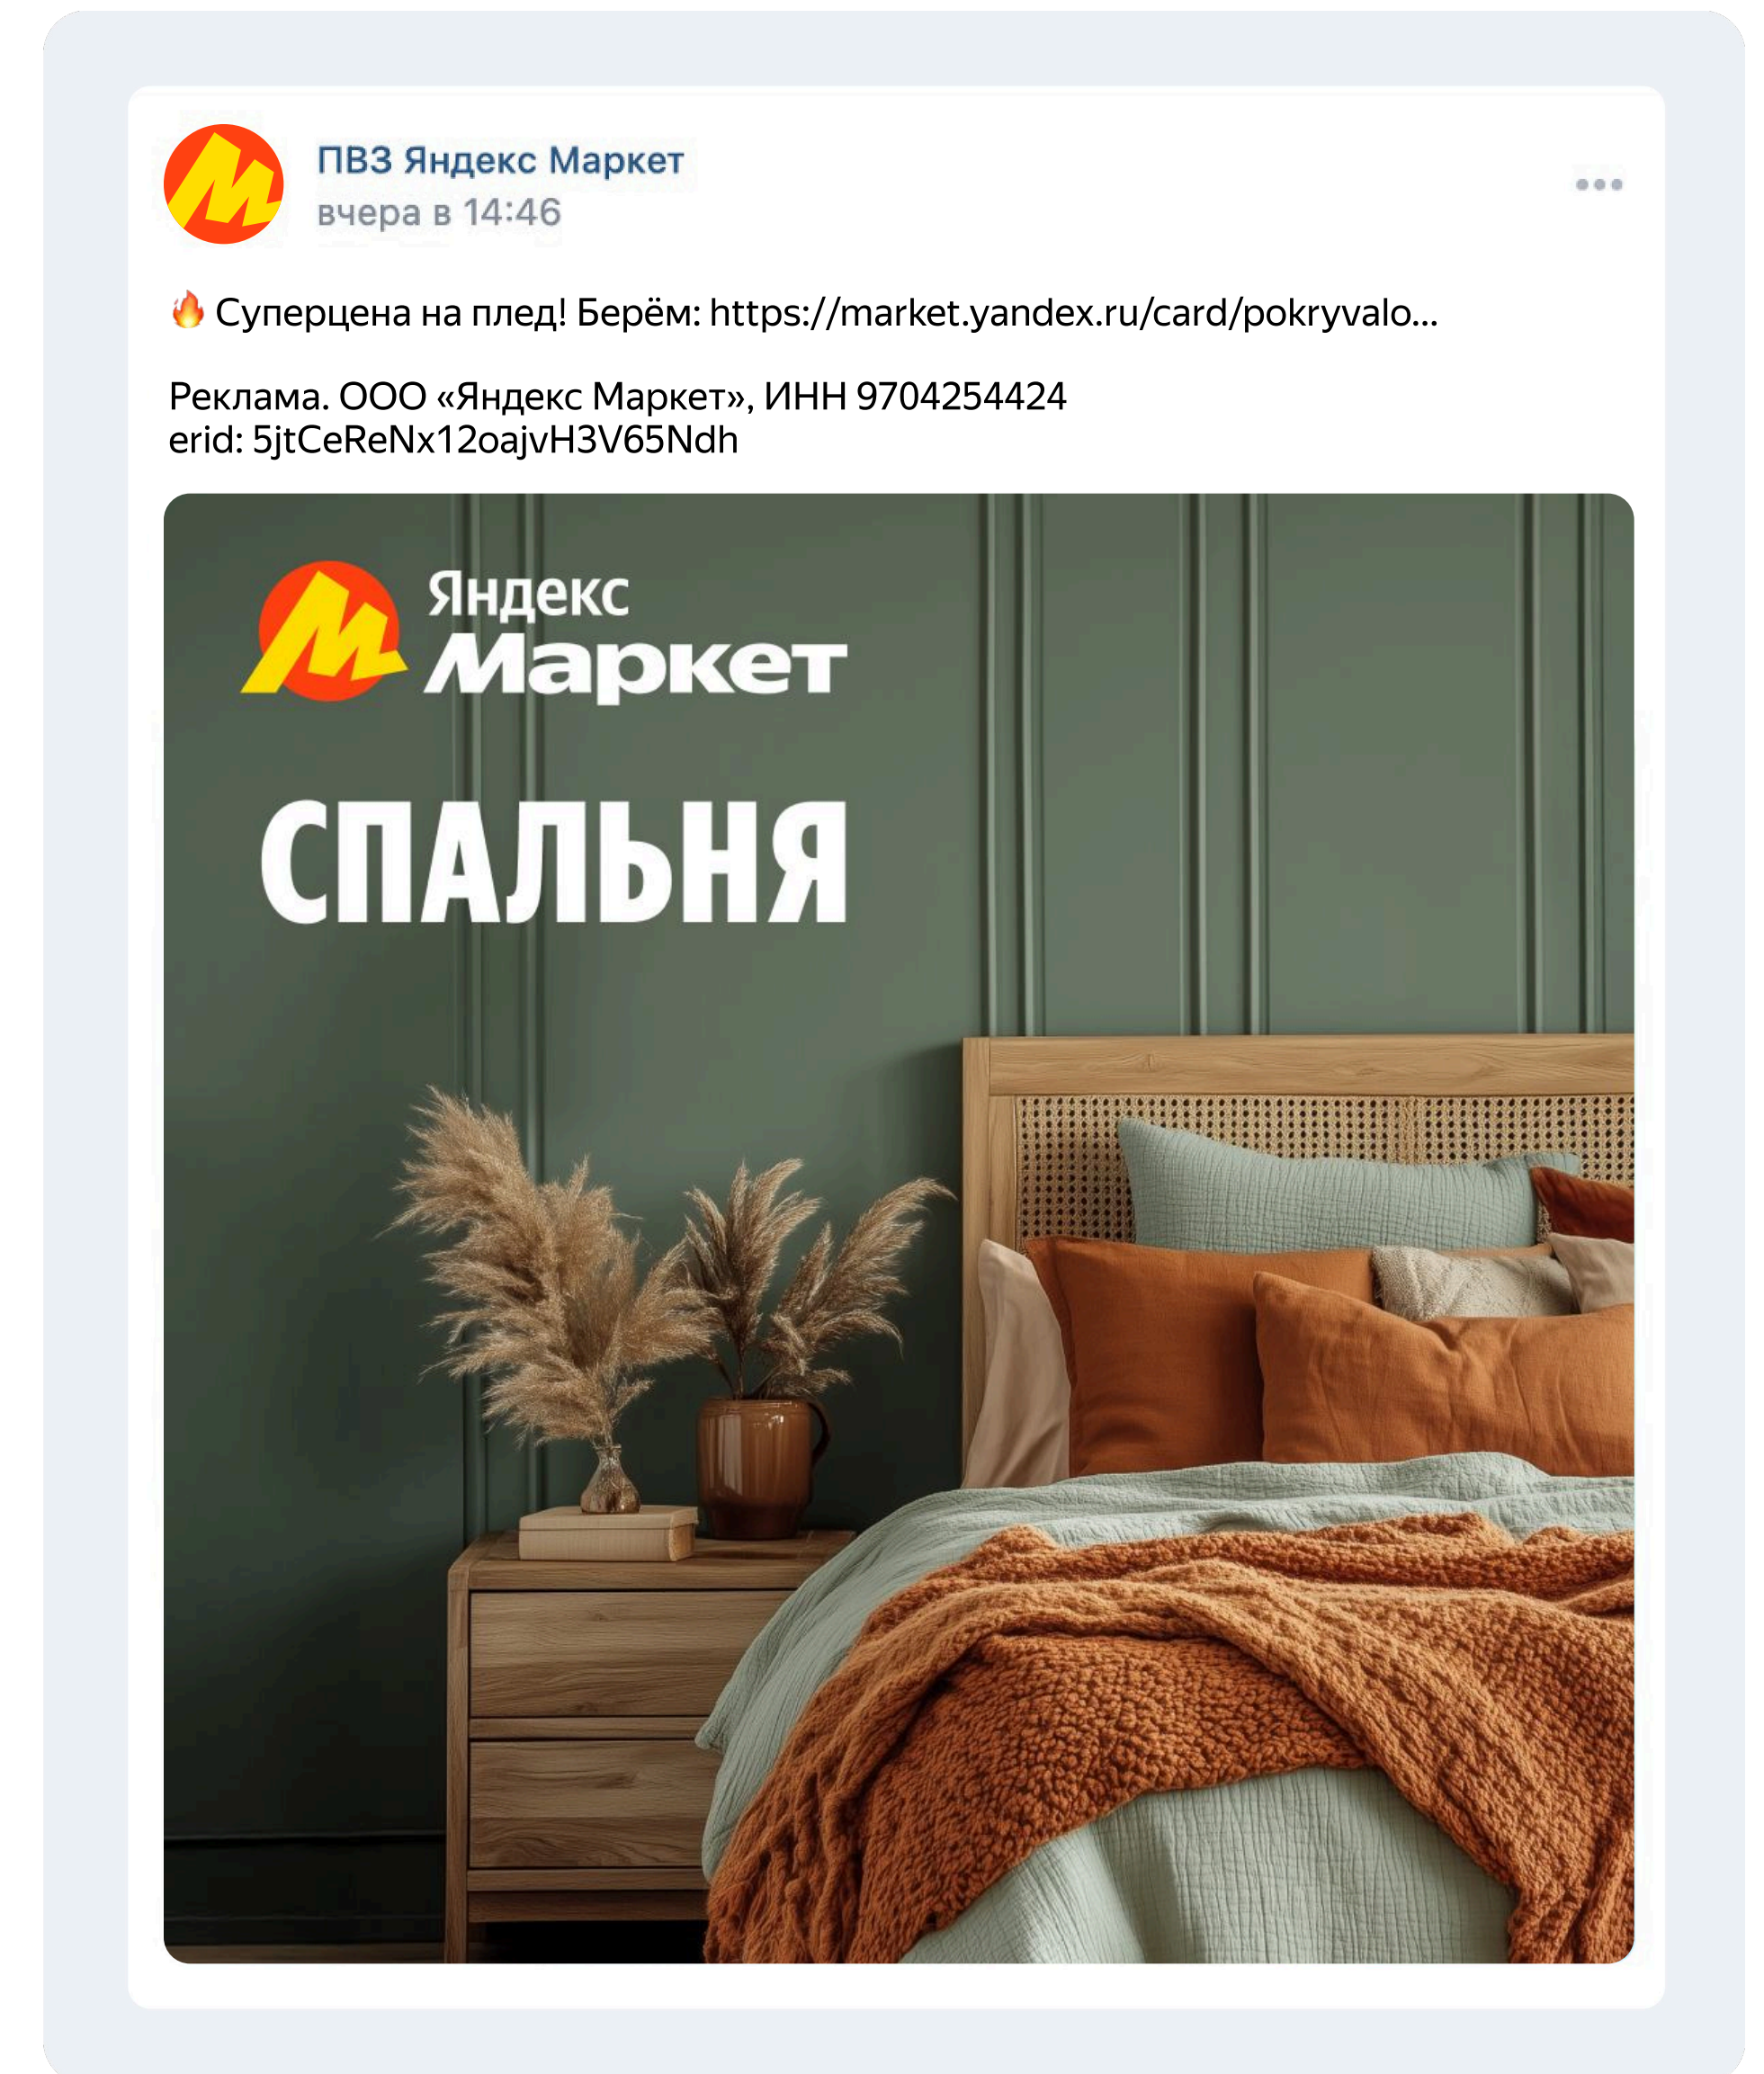 ПВЗ Яндекс Маркет
вчера в 14:46
🔥 Суперцена на плед! Берём: https://market.yandex.ru/card/pokryvalo...
Реклама. ООО «Яндекс Маркет», ИНН 9704254424
erid: 5jtCeReNx12oajvH3V65Ndh
Яндекс
Маркет
СПАЛЬНЯ